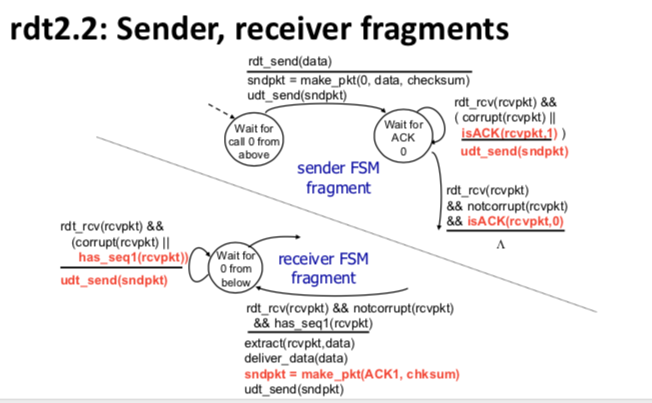 rdt2.2: Sender, receiver fragments
rdt_send(data)
sndpkt = make_pkt(0, data, checksum)
udt_send(sndpkt)
Wait for
call 0 from
above
Wait for
ACK
0
rdt_rcv(rcvpkt) &&
( corrupt(rcvpkt) ||
isACK(rcvpkt,1) )
udt_send(sndpkt)
sender FSM
fragment
rdt_rcv(rcvpkt)
&& notcorrupt(rcvpkt)
&& isACK(rcvpkt,0)
Λ
rdt_rcv(rcvpkt) &&
(corrupt(rcvpkt) ||
has_seq1(rcvpkt))
udt_send(sndpkt)
Wait for
0 from
below
receiver FSM
fragment
rdt_rcv(rcvpkt) && notcorrupt(rcvpkt)
&& has_seq1(rcvpkt)
extract(rcvpkt,data)
deliver_data(data)
sndpkt = make_pkt(ACK1, chksum)
udt_send(sndpkt)